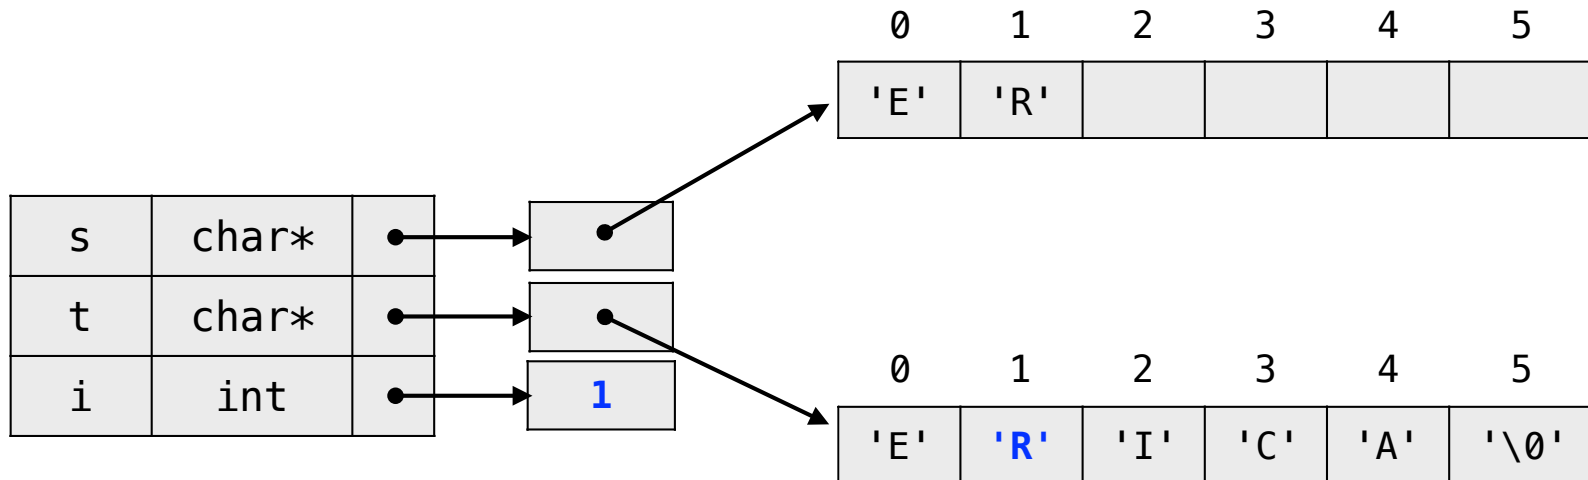 0 1 2 3 4 5
'E' 'R'
s char*
t char*
i int 1
0 1 2 3 4 5
'E' 'R' 'I' 'C' 'A' '\0'